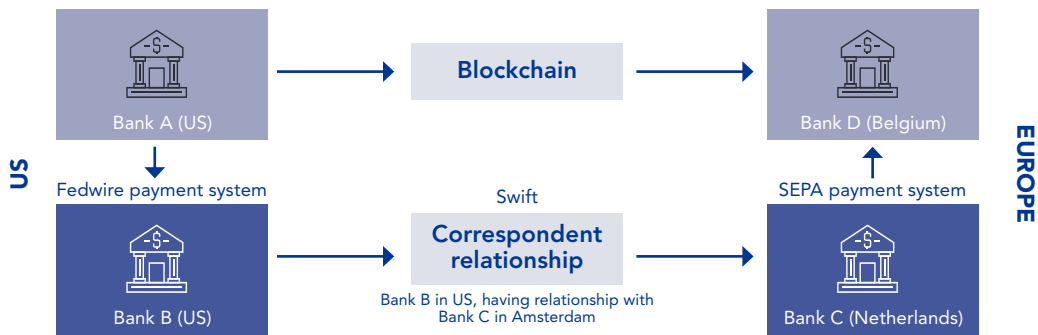 -$-
-$-
Blockchain
Bank A (US)
Bank D (Belgium)
US
EUROPE
Fedwire payment system
Swift
SEPA payment system
-$-
-$-
Correspondent
relationship
Bank B (US)
Bank B in US, having relationship with
Bank C in Amsterdam
Bank C (Netherlands)